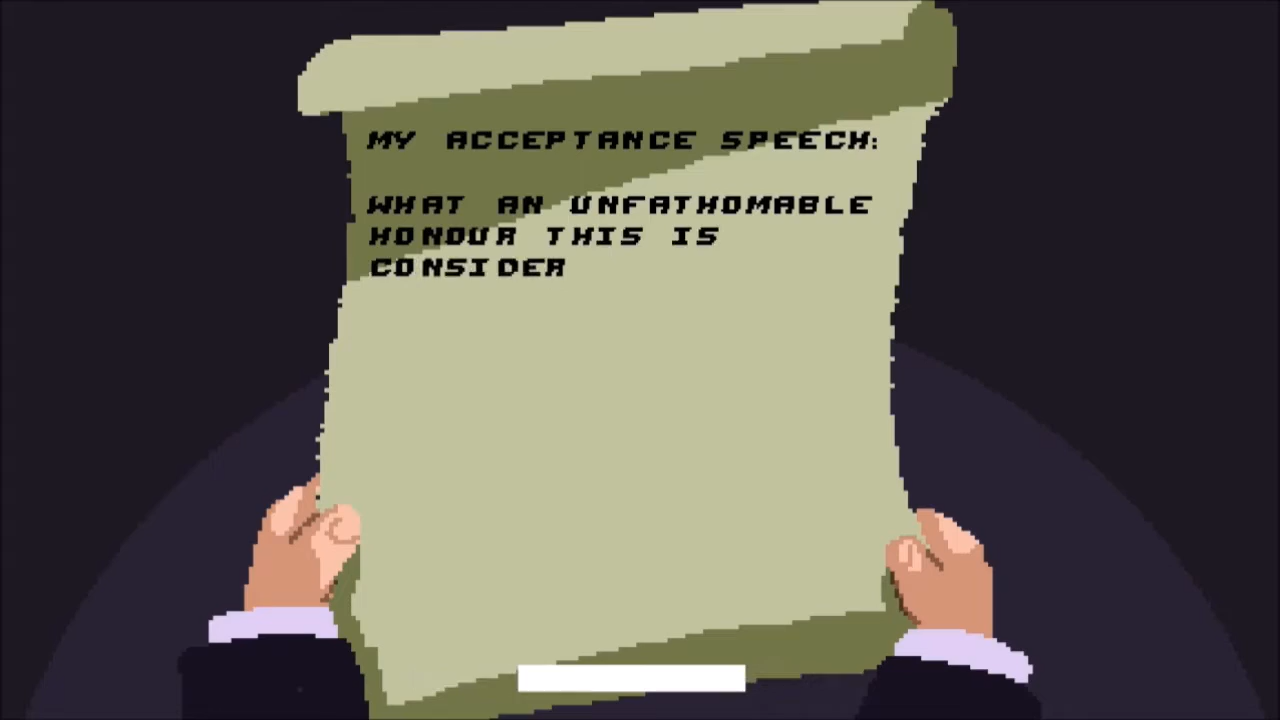 MY ACCEPTANCE SPEECH:
WHAT AN UNFATHOMABLE
HONOUR THIS IS
CONSIDER